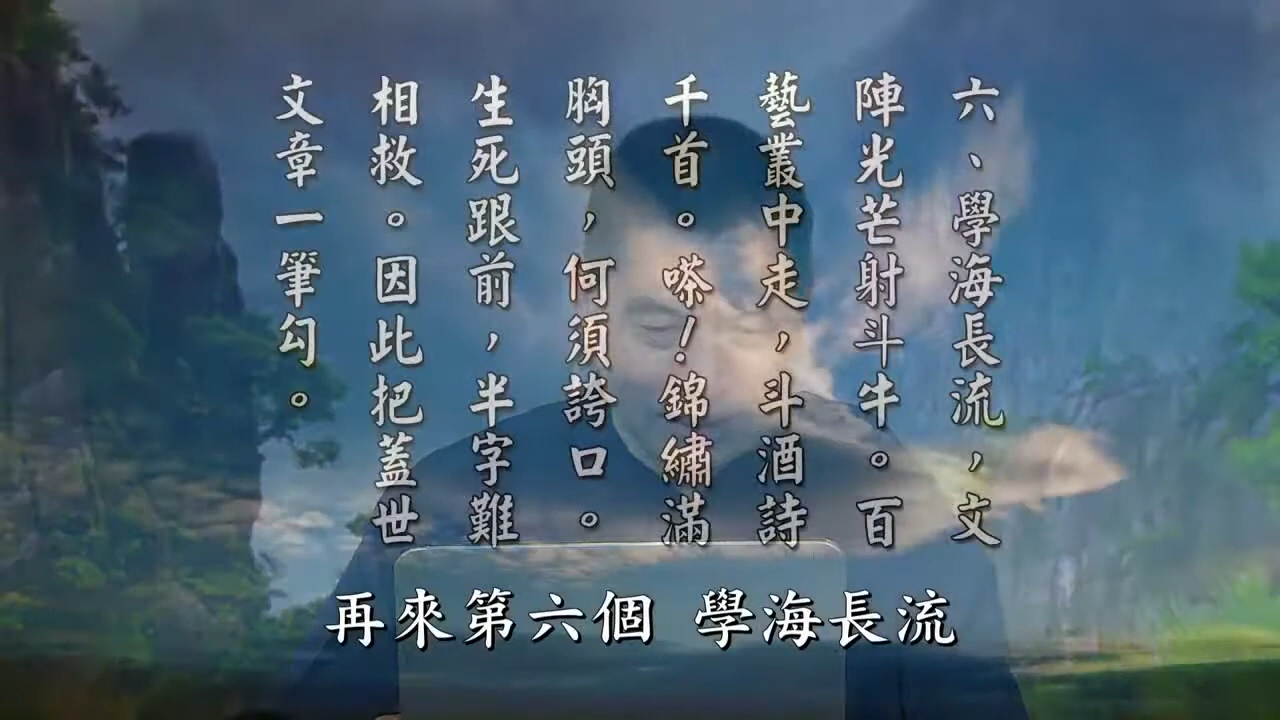 六、學海長流，文
陣光芒射斗牛。百
藝叢中走，斗酒詩
千首。嗏！錦繡滿
胸頭，何須誇口。
生死跟前，半字難
相救。因此把蓋世
文章一筆勾。
再來第六個 學海長流